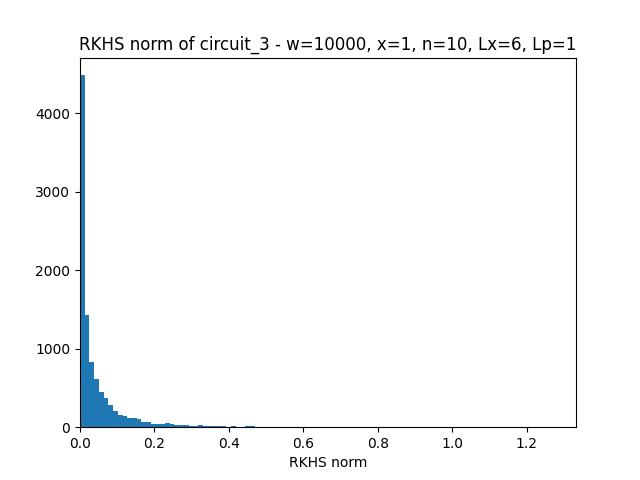 RKHS norm of circuit_3 - w=10000, x=1, n=10, Lx=6, Lp=1
4000
3000
2000
1000
0
0.0 0.2 0.4 0.6 0.8 1.0 1.2
RKHS norm